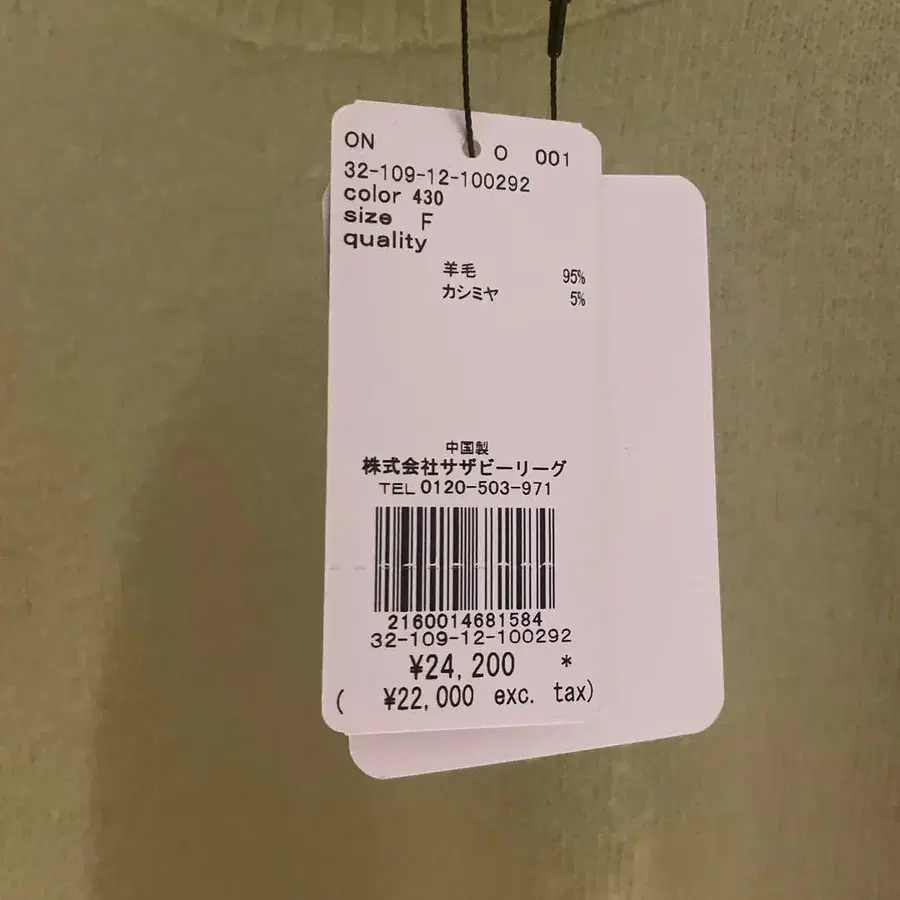 ON O 001
32-109-12-100292
color 430
size F
quality
羊毛 95%
カシミヤ 5%
中国製
株式会社サザビーリーグ
TEL 0120-503-971
2160014681584
32-109-12-100292
¥24,200 *
( ¥22,000 exc. tax)